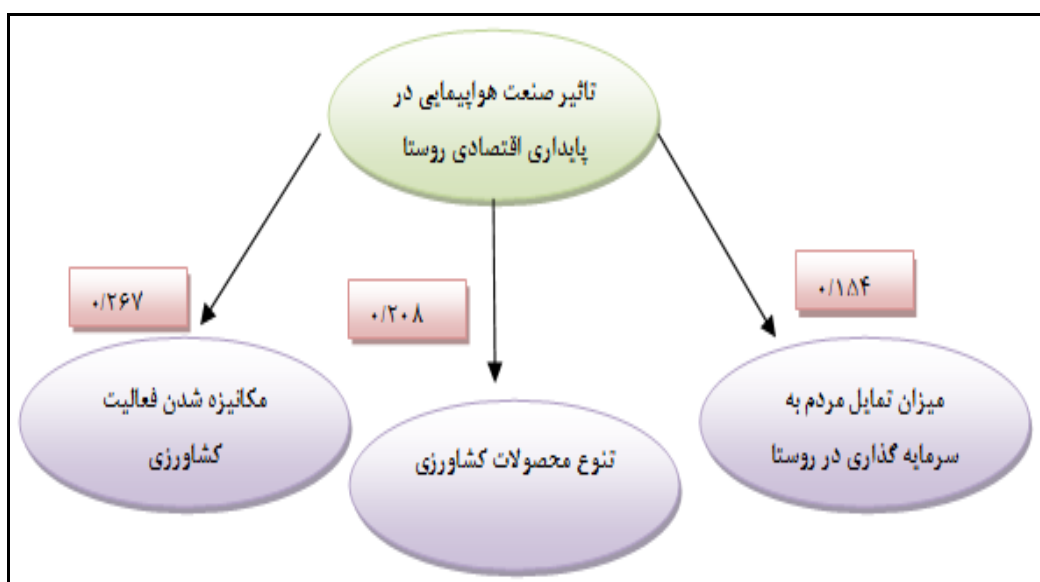 تاثیر صنعت هواپیمایی در
پایداری اقتصادی روستا
۰/۱۵۴
۰/۲۰۸
۰/۲۶۷
میزان تمایل مردم به
سرمایه گذاری در روستا
تنوع محصولات کشاورزی
مکانیزه شدن فعالیت
کشاورزی